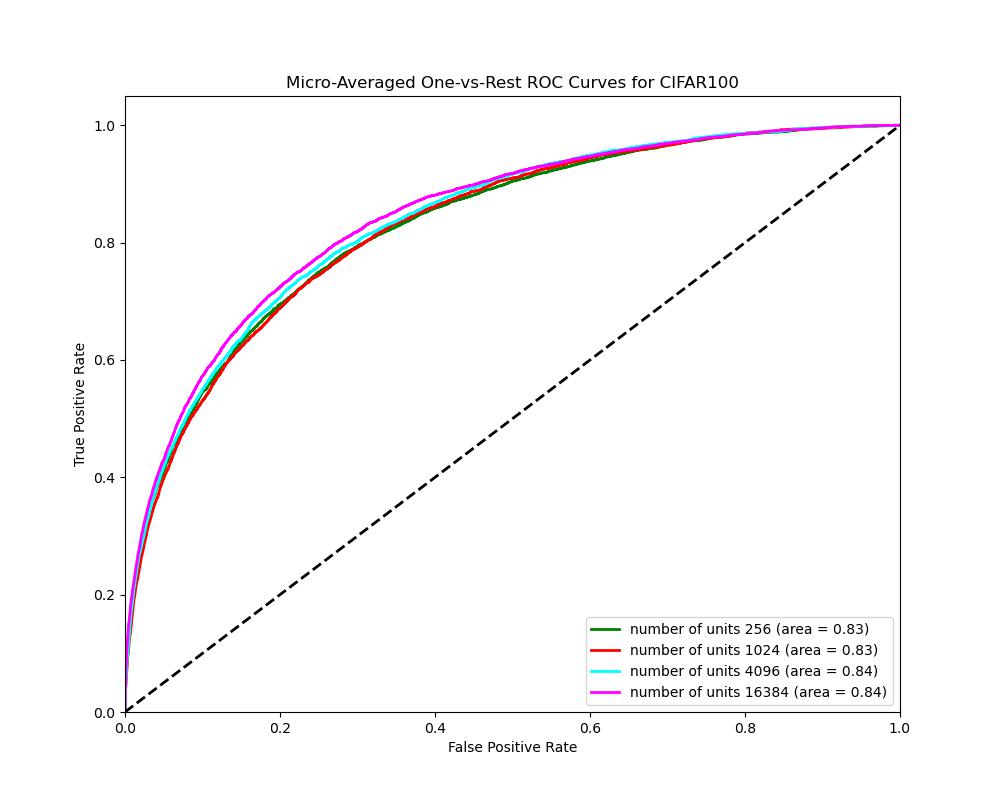 Micro-Averaged One-vs-Rest ROC Curves for CIFAR100
True Positive Rate
1.0
0.8
0.6
0.4
0.2
0.0
number of units 256 (area = 0.83)
number of units 1024 (area = 0.83)
number of units 4096 (area = 0.84)
number of units 16384 (area = 0.84)
0.0 0.2 0.4 0.6 0.8 1.0
False Positive Rate